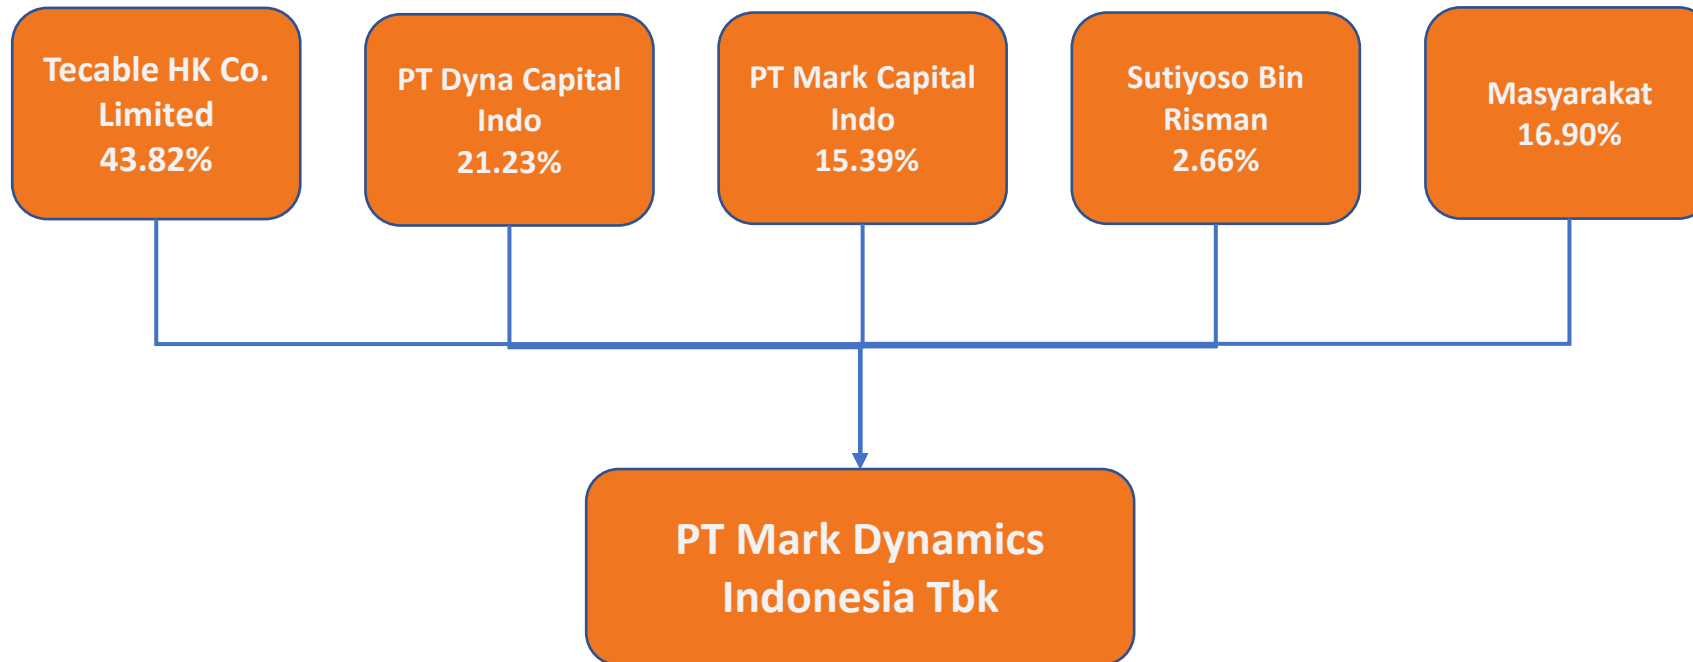 Tecable HK Co.
Limited
43.82%
PT Dyna Capital
Indo
21.23%
PT Mark Capital
Indo
15.39%
Sutiyoso Bin
Risman
2.66%
Masyarakat
16.90%
PT Mark Dynamics
Indonesia Tbk